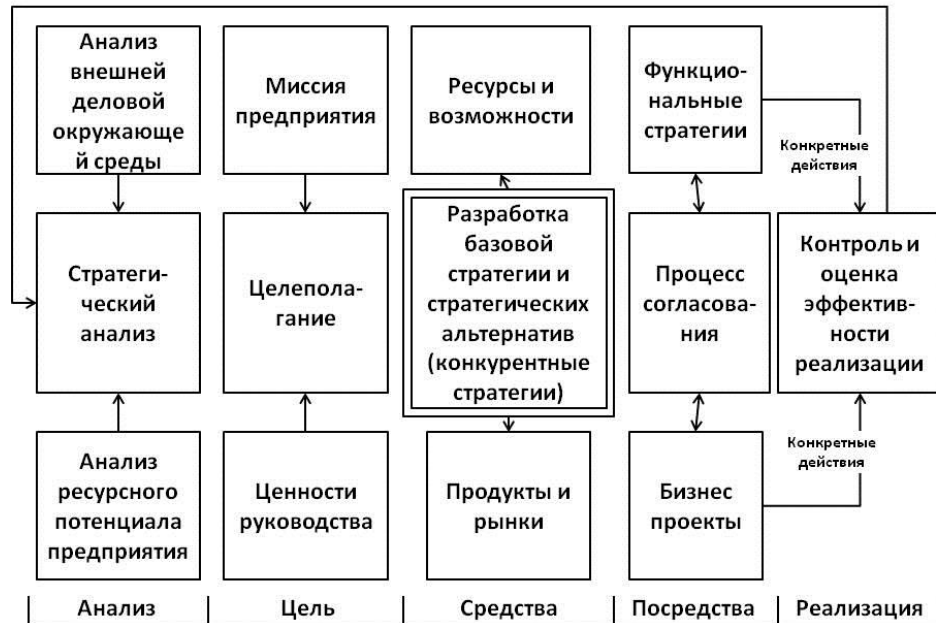 Анализ
внешней
деловой
окружающе
й среды
Миссия
предприятия
Ресурсы и
возможности
Функцио-
нальные
стратегии
Конкретные
действия
Стратеги-
ческий
анализ
Целепола-
гание
Разработка
базовой
стратегии и
стратегических
альтернатив
(конкурентные
стратегии)
Процесс
согласова-
ния
Контроль и
оценка
эффектив-
ности
реализации
Анализ
ресурсного
потенциала
предприятия
Ценности
руководства
Продукты и
рынки
Бизнес
проекты
Конкретные
действия
Анализ
Цель
Средства
Посредства
Реализация